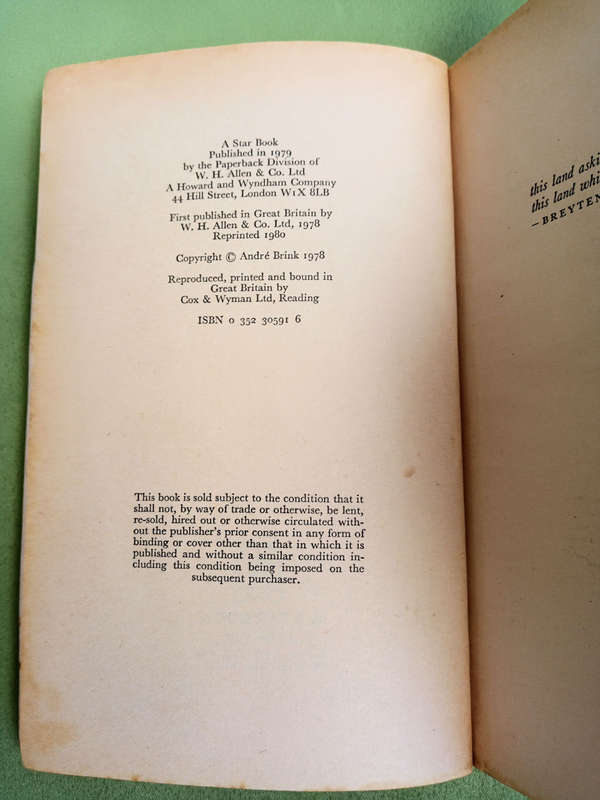 A Star Book
Published in 1979
by the Paperback Division of
W. H. Allen & Co. Ltd
A Howard and Wyndham Company
44 Hill Street, London W1X 8LB
First published in Great Britain by
W. H. Allen & Co. Ltd, 1978
Reprinted 1980
Copyright © André Brink 1978
Reproduced, printed and bound in
Great Britain by
Cox & Wyman Ltd, Reading
ISBN 0 352 30591 6
This book is sold subject to the condition that it
shall not, by way of trade or otherwise, be lent,
re-sold, hired out or otherwise circulated with-
out the publisher's prior consent in any form of
binding or cover other than that in which it is
published and without a similar condition in-
cluding this condition being imposed on the
subsequent purchaser.
this land
this land
—BREYTEN